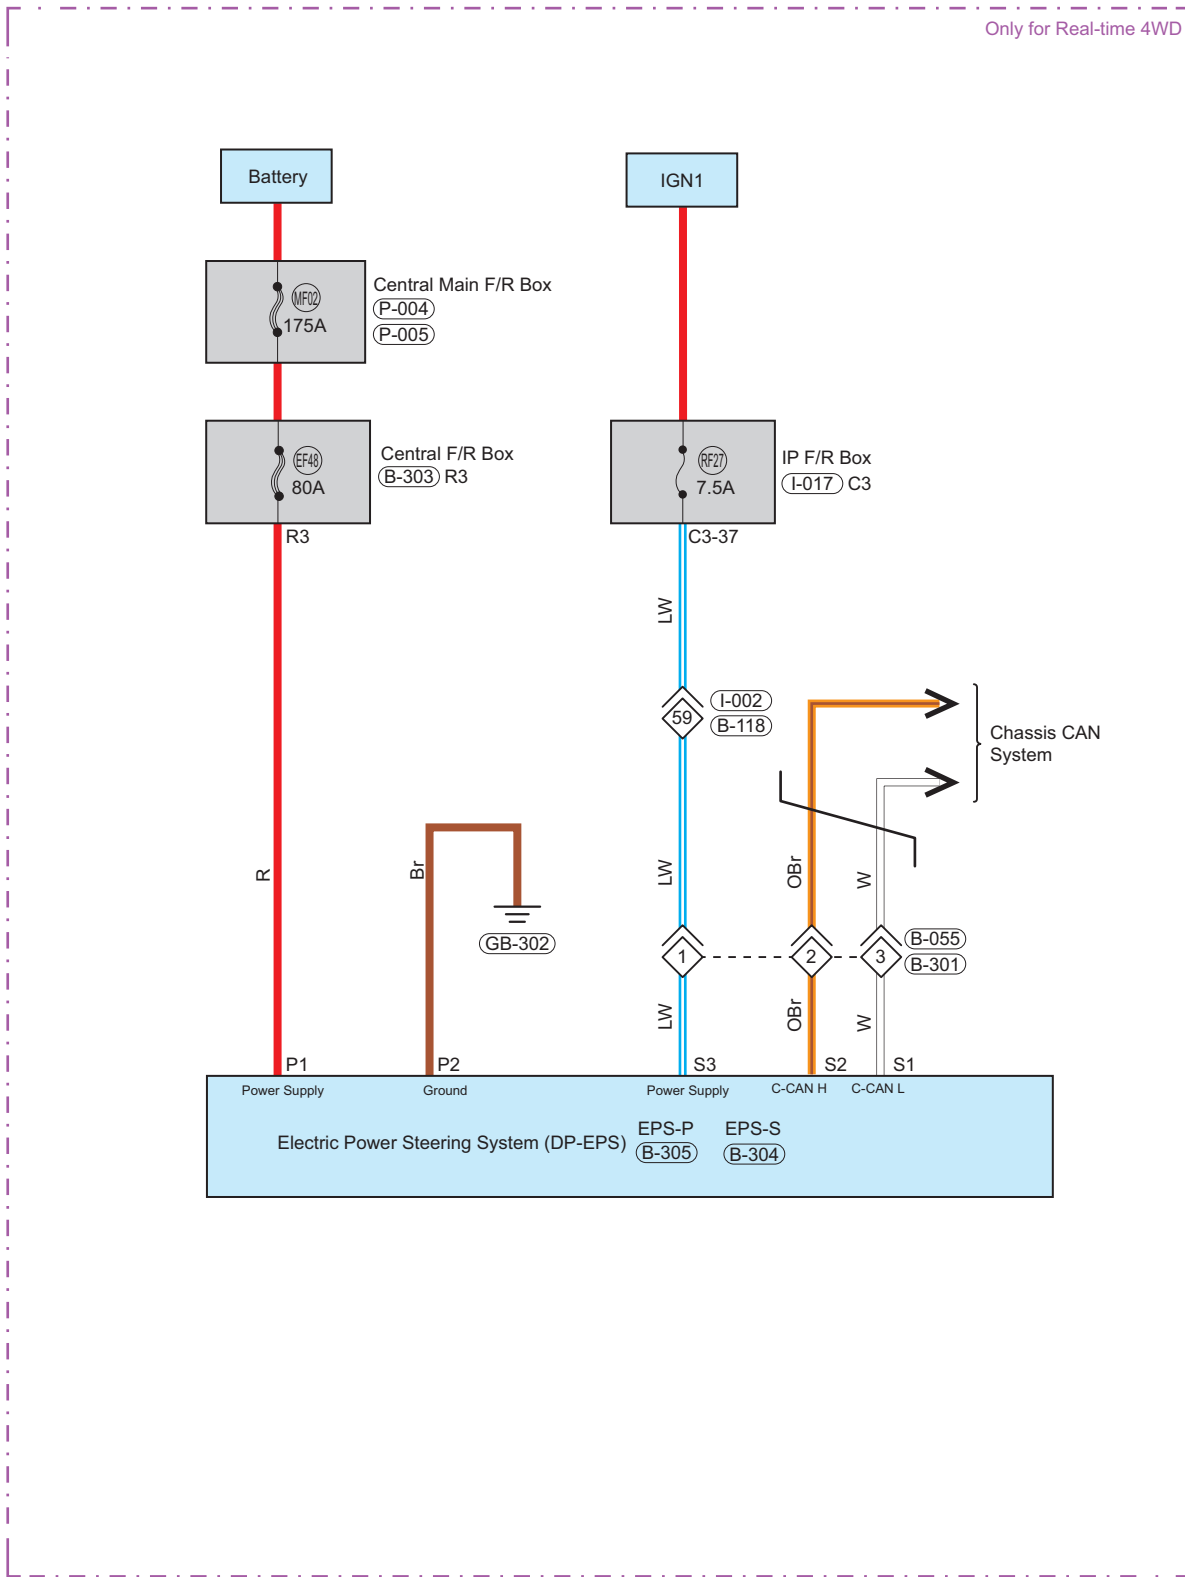 Only for Real-time 4WD
Battery
IGN1
MF02
175A
Central Main F/R Box
P-004
P-005
EF48
80A
Central F/R Box
B-303 R3
RF27
7.5A
IP F/R Box
I-017 C3
R3
C3-37
LW
59
I-002
B-118
Chassis CAN
System
R
Br
LW
OBr
W
GB-302
1
2
3
B-055
B-301
LW
OBr
W
P1
P2
S3
S2
S1
Power Supply
Ground
Power Supply
C-CAN H
C-CAN L
Electric Power Steering System (DP-EPS)
EPS-P
B-305
EPS-S
B-304